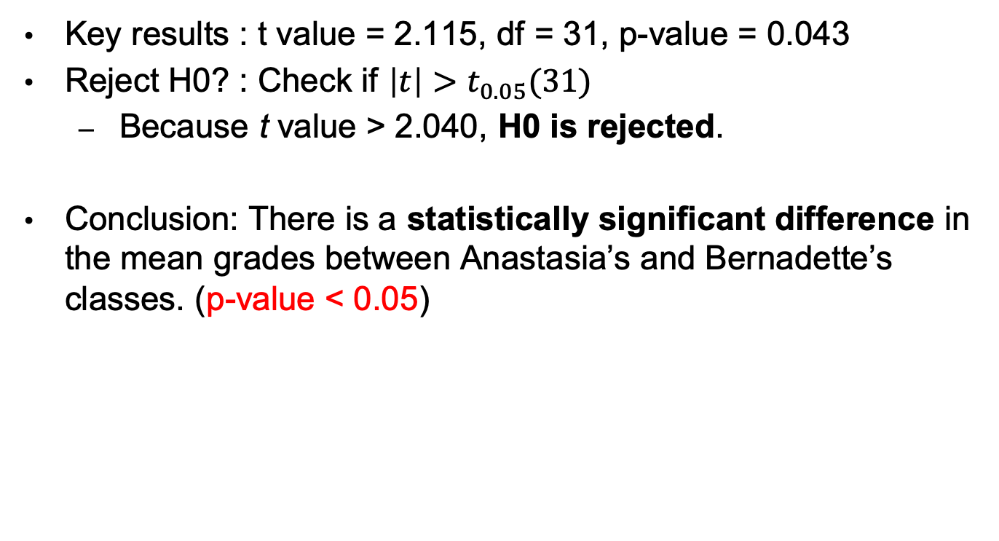 • Key results : t value = 2.115, df = 31, p-value = 0.043
• Reject H0? : Check if |𝑡| > 𝑡₀.₀₅(31)
– Because t value > 2.040, H0 is rejected.
• Conclusion: There is a statistically significant difference in
the mean grades between Anastasia’s and Bernadette’s
classes. (p-value < 0.05)